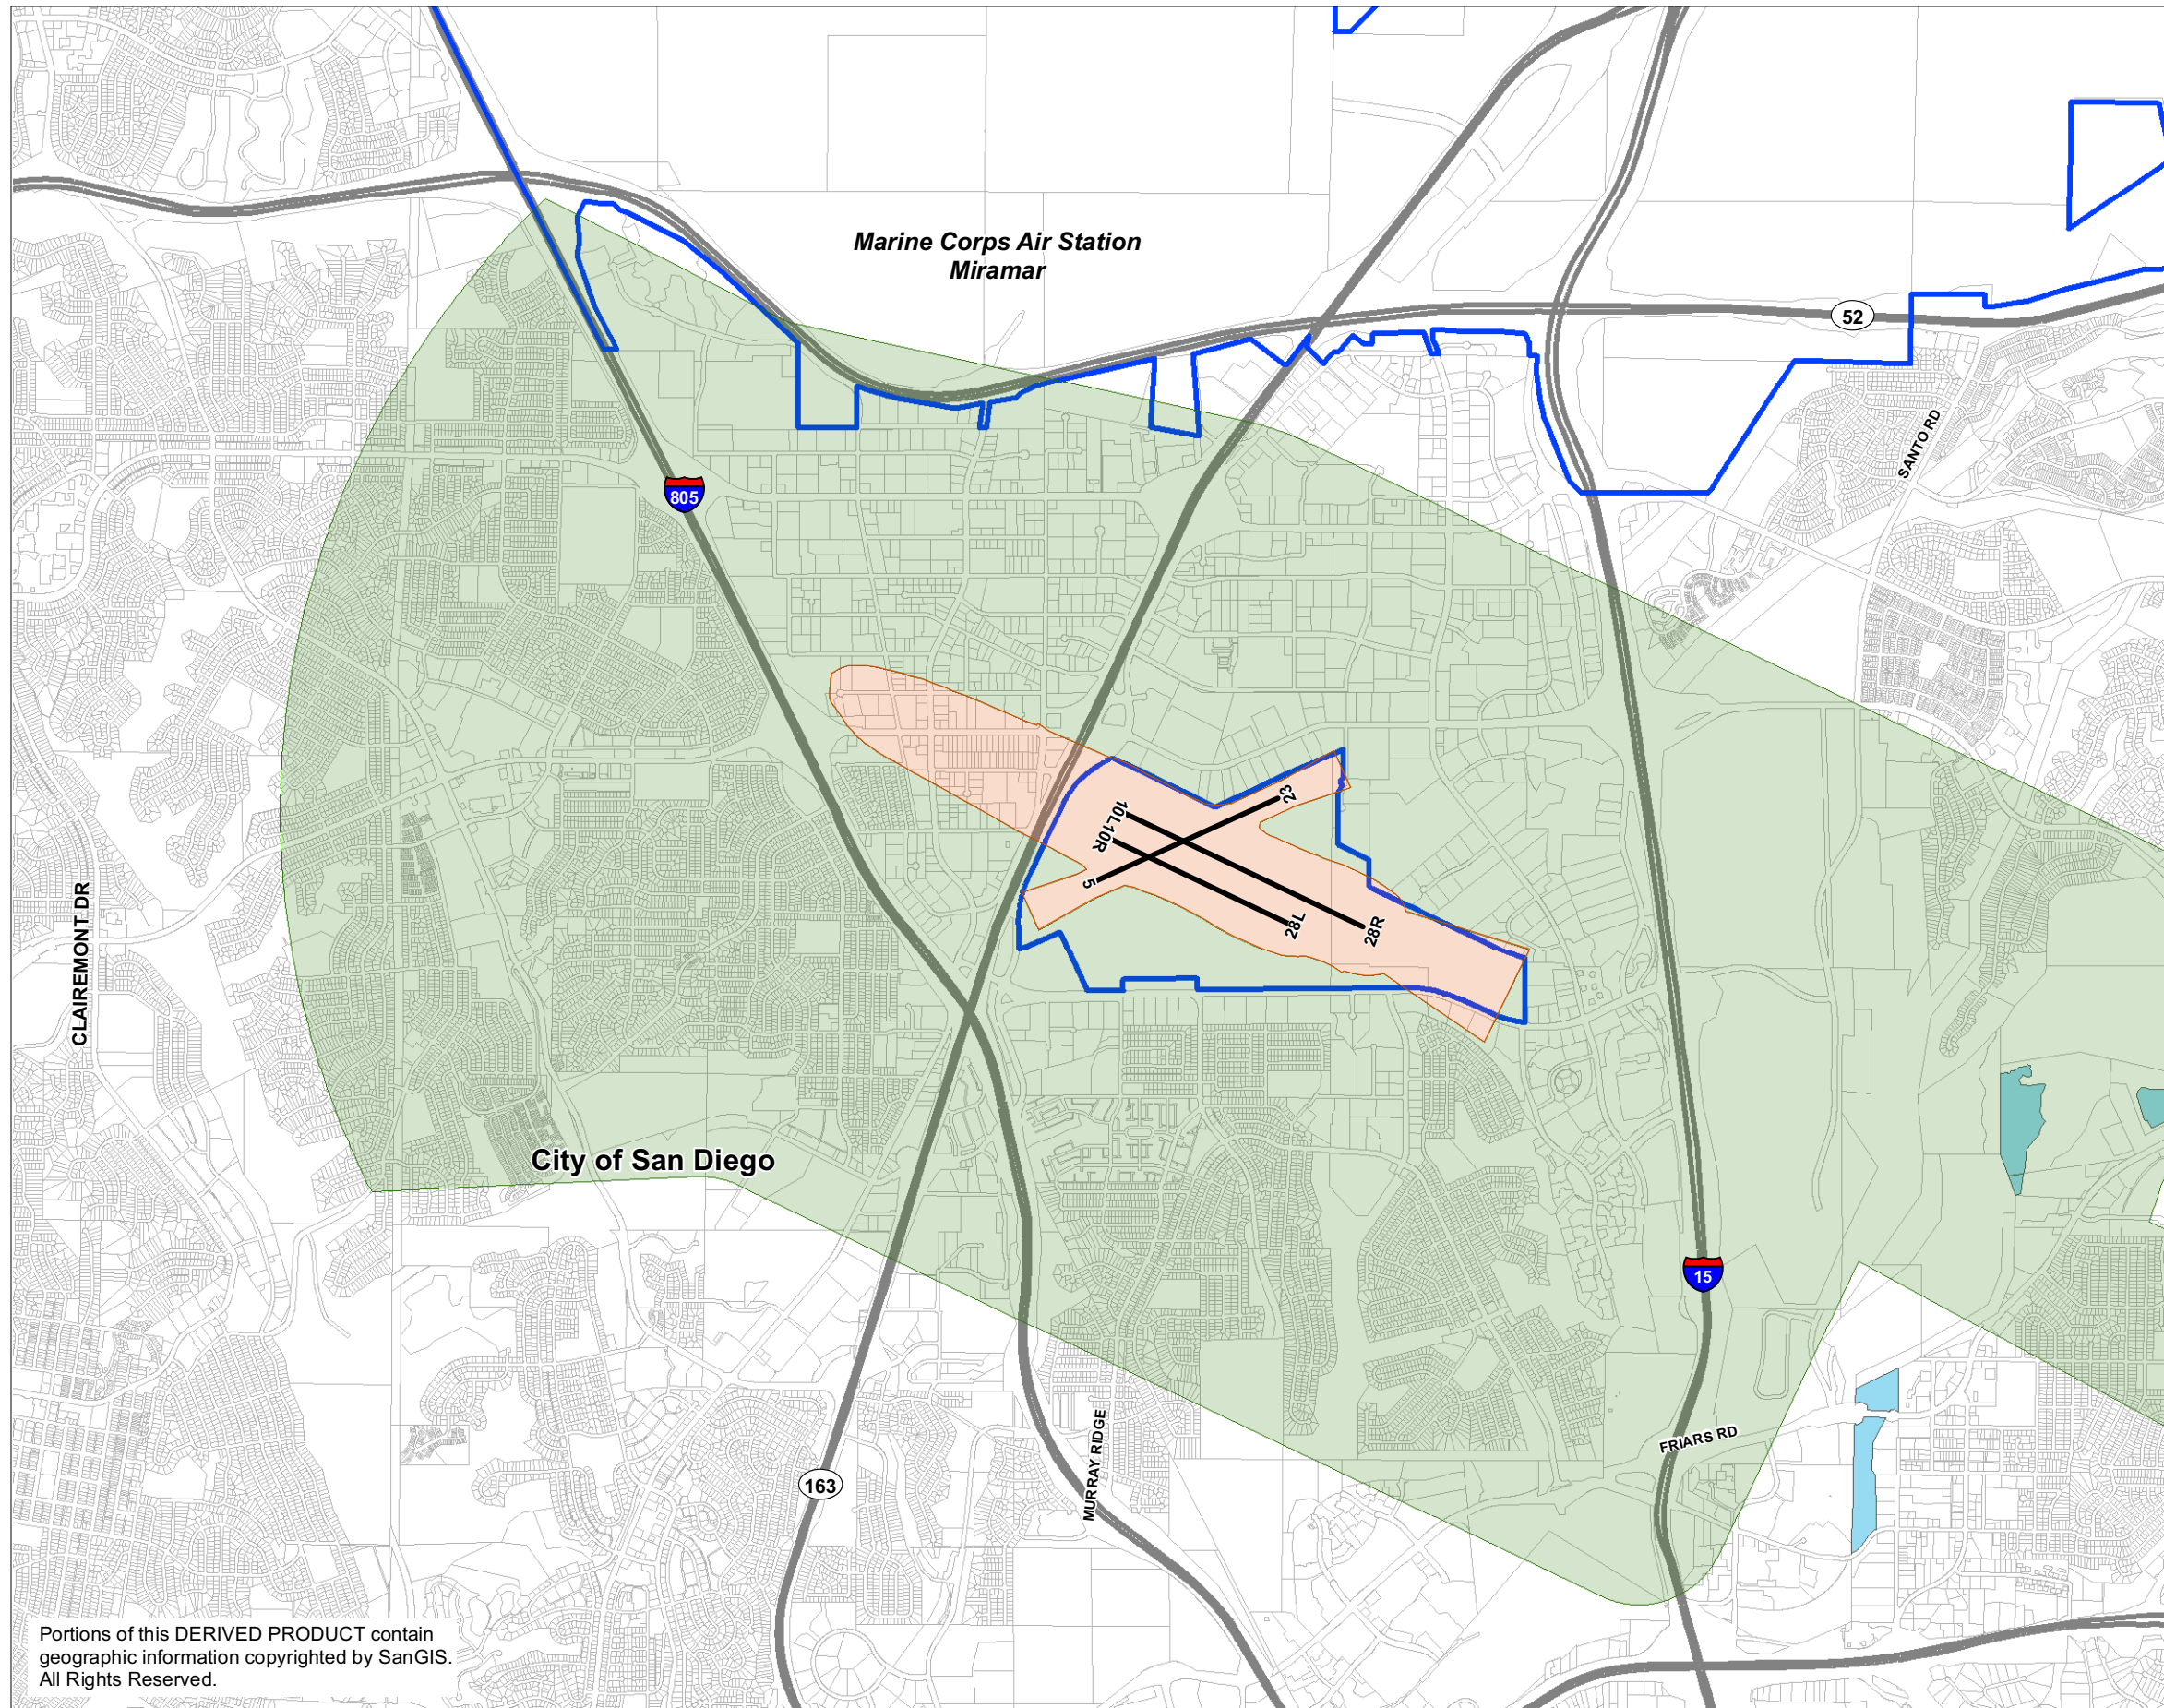 Marine Corps Air Station
Miramar
52
SANTO RD
805
23
10L
10R
5
28L
28R
CLAIREMONT DR
City of San Diego
15
FRIARS RD
MURRAY RIDGE
163
Portions of this DERIVED PRODUCT contain
geographic information copyrighted by SanGIS.
All Rights Reserved.